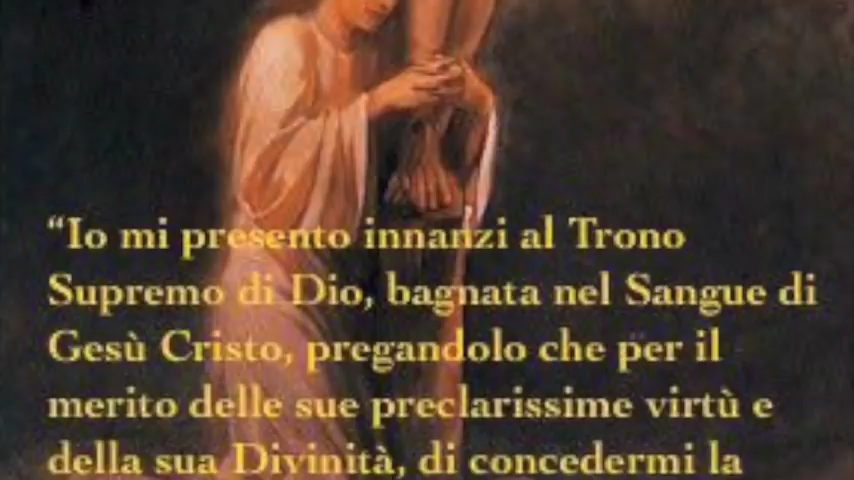 “Io mi presento innanzi al Trono
Supremo di Dio, bagnata nel Sangue di
Gesù Cristo, pregandolo che per il
merito delle sue preclarissime virtù e
della sua Divinità, di concedermi la